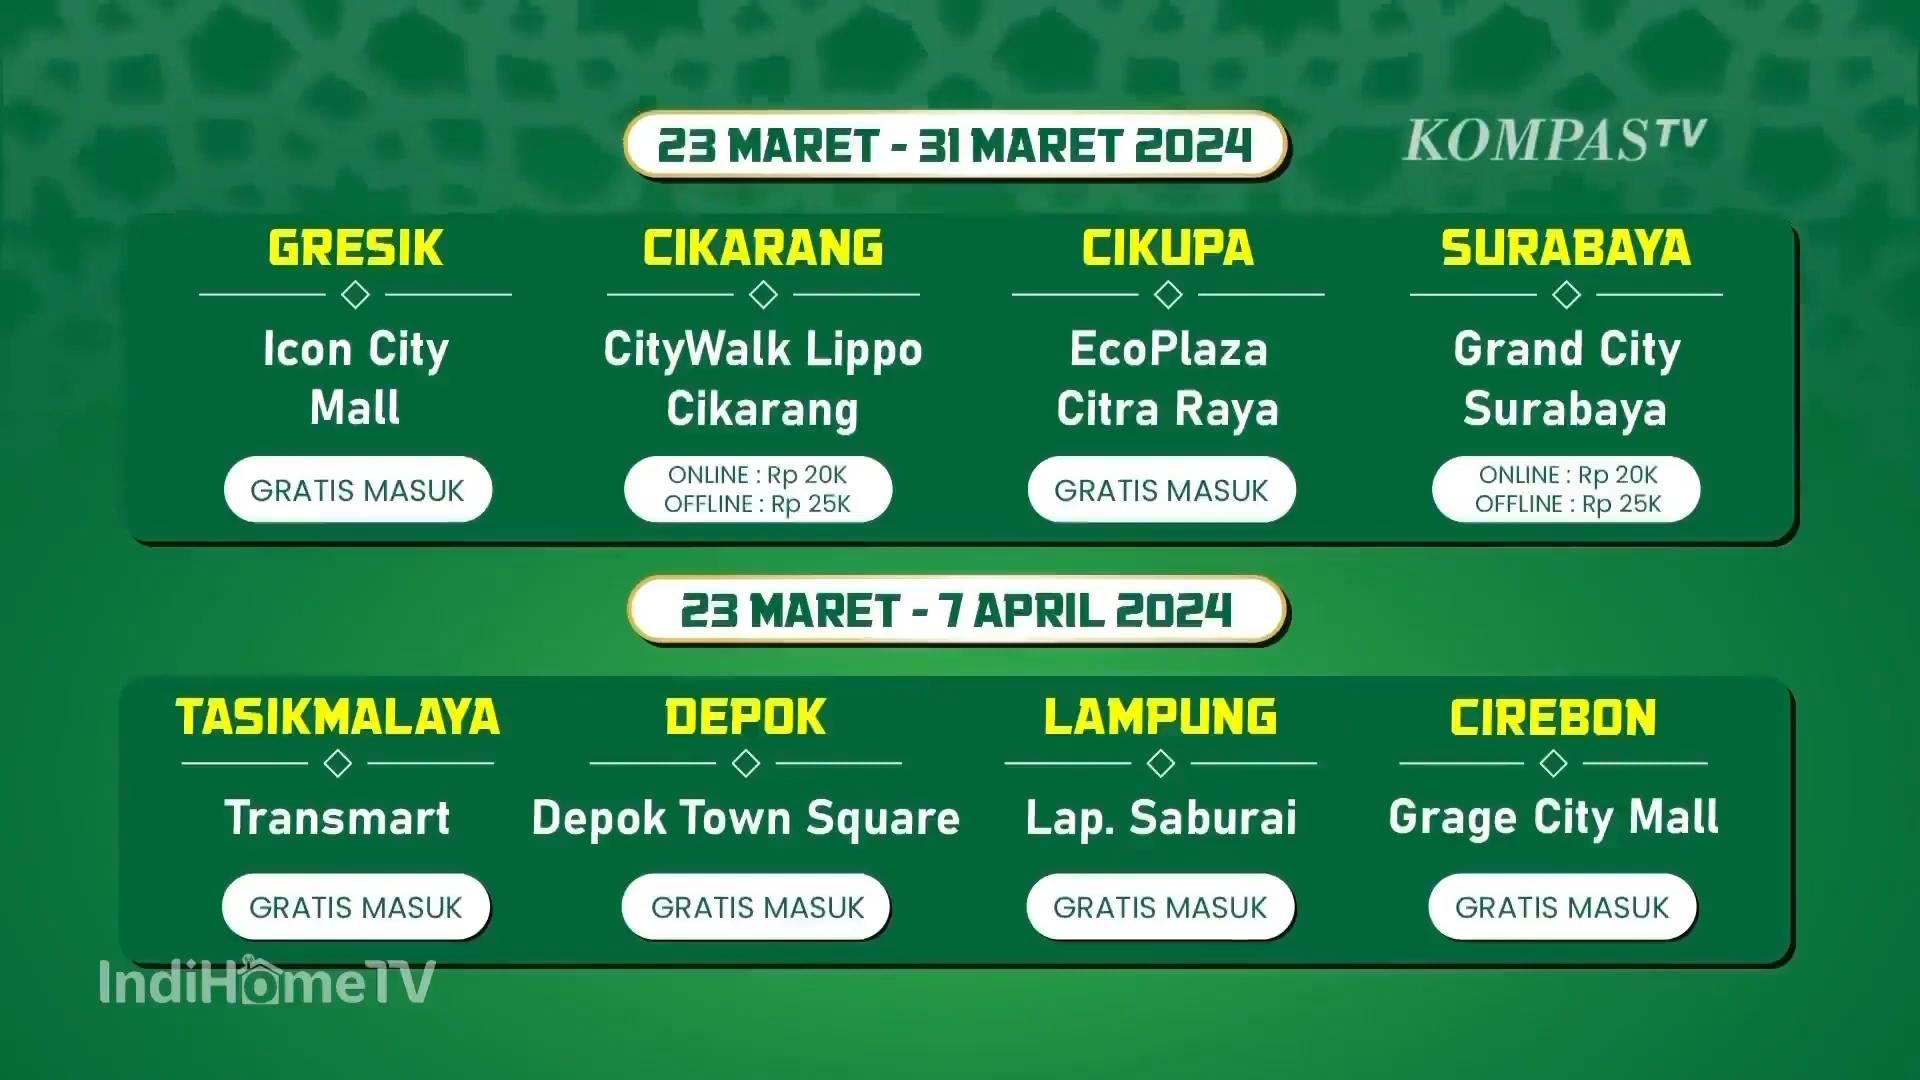 23 MARET - 31 MARET 2024
KOMPASTV
GRESIK
Icon City
Mall
GRATIS MASUK
CIKARANG
CityWalk Lippo
Cikarang
ONLINE : Rp 20K
OFFLINE : Rp 25K
CIKUPA
EcoPlaza
Citra Raya
GRATIS MASUK
SURABAYA
Grand City
Surabaya
ONLINE : Rp 20K
OFFLINE : Rp 25K
23 MARET - 7 APRIL 2024
TASIKMALAYA
Transmart
GRATIS MASUK
DEPOK
Depok Town Square
GRATIS MASUK
LAMPUNG
Lap. Saburai
GRATIS MASUK
CIREBON
Grage City Mall
GRATIS MASUK
IndiHomeTV